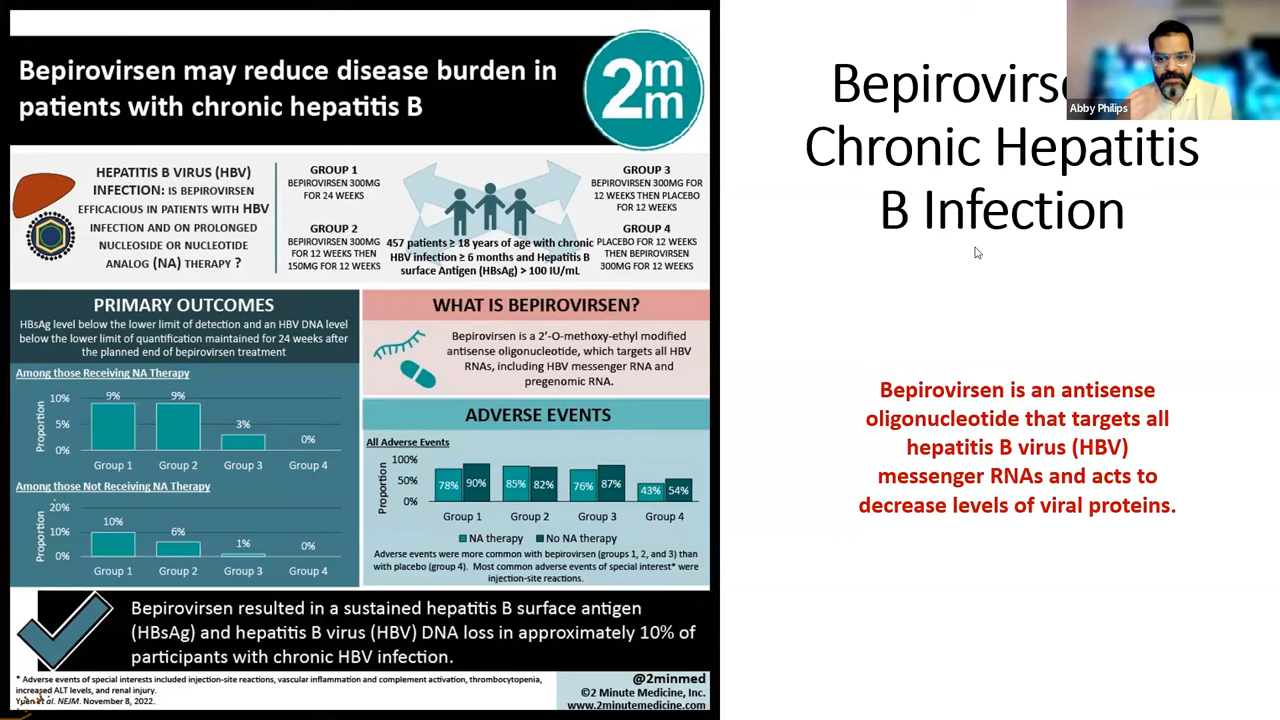 Bepirovirsen may reduce disease burden in
patients with chronic hepatitis B
2m
m
HEPATITIS B VIRUS (HBV)
INFECTION: IS BEPIROVIRSEN
EFFICACIOUS IN PATIENTS WITH HBV
INFECTION AND ON PROLONGED
NUCLEOSIDE OR NUCLEOTIDE
ANALOG (NA) THERAPY ?
GROUP 1
BEPIROVIRSEN 300MG
FOR 24 WEEKS
GROUP 2
BEPIROVIRSEN 300MG
FOR 12 WEEKS THEN
150MG FOR 12 WEEKS
457 patients ≥ 18 years of age with chronic
HBV infection ≥ 6 months and Hepatitis B
surface Antigen (HBsAg) > 100 IU/mL
GROUP 3
BEPIROVIRSEN 300MG FOR
12 WEEKS THEN PLACEBO
FOR 12 WEEKS
GROUP 4
PLACEBO FOR 12 WEEKS
THEN BEPIROVIRSEN
300MG FOR 12 WEEKS
PRIMARY OUTCOMES
HBsAg level below the lower limit of detection and an HBV DNA level
below the lower limit of quantification maintained for 24 weeks after
the planned end of bepirovirsen treatment
Among those Receiving NA Therapy
Proportion
10%
5%
0%
9%
9%
3%
0%
Group 1
Group 2
Group 3
Group 4
Among those Not Receiving NA Therapy
Proportion
20%
10%
0%
10%
6%
1%
0%
Group 1
Group 2
Group 3
Group 4
WHAT IS BEPIROVIRSEN?
Bepirovirsen is a 2'-O-methoxy-ethyl modified
antisense oligonucleotide, which targets all HBV
RNAs, including HBV messenger RNA and
pregenomic RNA.
ADVERSE EVENTS
All Adverse Events
Proportion
100%
50%
0%
78%
90%
85%
82%
76%
87%
43%
54%
Group 1
Group 2
Group 3
Group 4
NA therapy
No NA therapy
Adverse events were more common with bepirovirsen (groups 1, 2, and 3) than
with placebo (group 4). Most common adverse events of special interest* were
injection-site reactions.
Bepirovirsen resulted in a sustained hepatitis B surface antigen
(HBsAg) and hepatitis B virus (HBV) DNA loss in approximately 10% of
participants with chronic HBV infection.
* Adverse events of special interests included injection-site reactions, vascular inflammation and complement activation, thrombocytopenia,
increased ALT levels, and renal injury.
Yuen et al. NEJM. November 8, 2022.
@2minmed
©2 Minute Medicine, Inc.
www.2minutemedicine.com
Bepirovirs
Chronic Hepatitis
B Infection
Abby Philips
Bepirovirsen is an antisense
oligonucleotide that targets all
hepatitis B virus (HBV)
messenger RNAs and acts to
decrease levels of viral proteins.